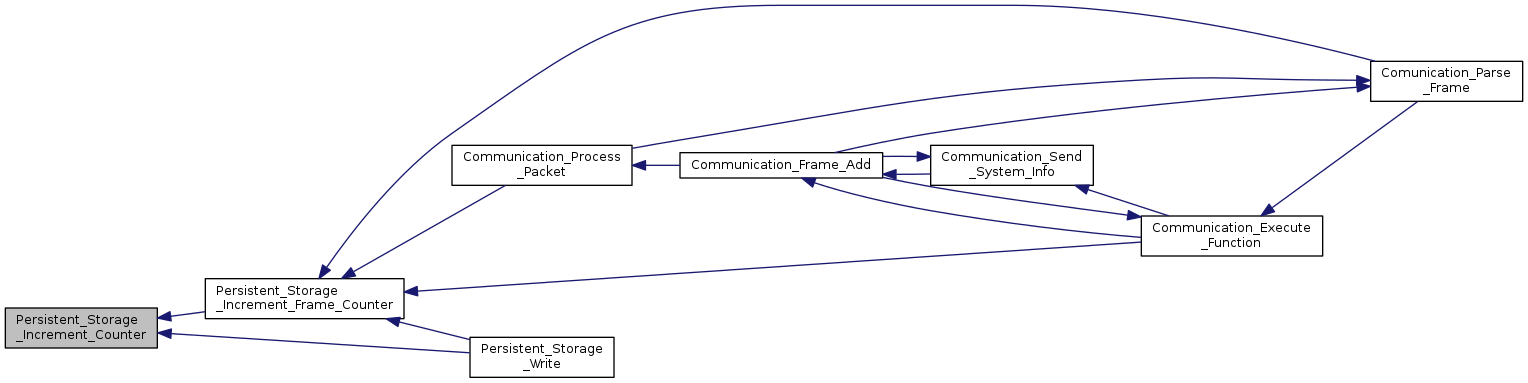 Comunication_Parse
_Frame
Communication_Process
_Packet
Communication_Frame_Add
Communication_Send
_System_Info
Communication_Execute
_Function
Persistent_Storage
_Increment_Frame_Counter
Persistent_Storage
_Increment_Counter
Persistent_Storage
_Write